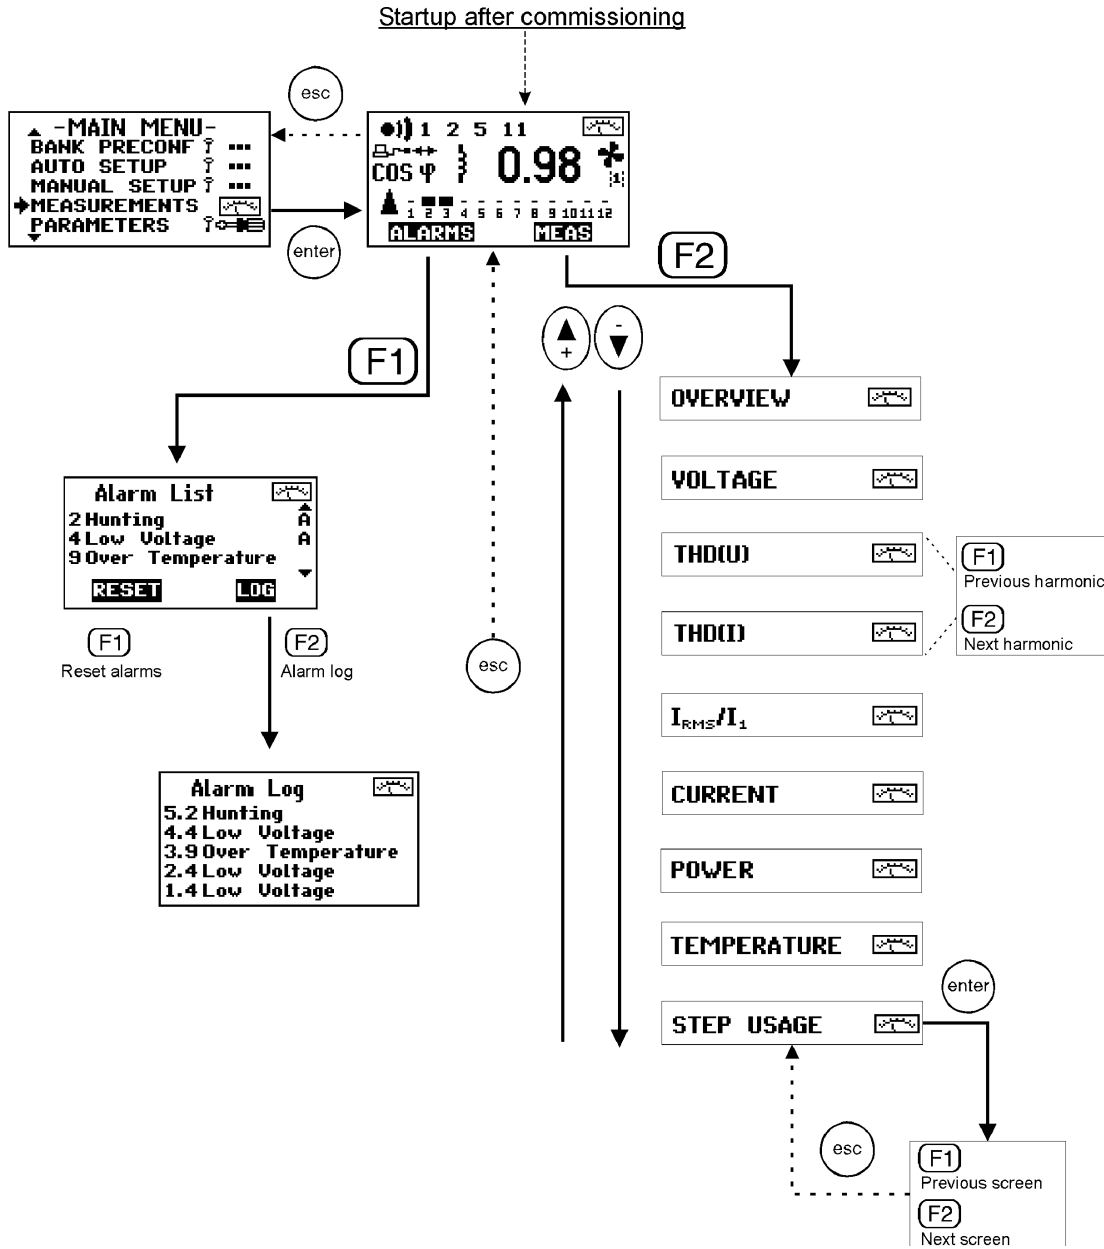 Startup after commissioning
esc
-MAIN MENU-
BANK PRECONF
AUTO SETUP
MANUAL SETUP
MEASUREMENTS
PARAMETERS
enter
1 2 5 11
COS φ 0.98
1
1 2 3 4 5 6 7 8 9 10 11 12
ALARMS MEAS
F2
F1
+
-
OVERVIEW
VOLTAGE
THD(U)
THD(I)
F1
Previous harmonic
F2
Next harmonic
IRMS/I1
CURRENT
POWER
TEMPERATURE
STEP USAGE
Alarm List
2 Hunting A
4 Low Voltage A
9 Over Temperature
RESET LOG
F1
Reset alarms
F2
Alarm log
esc
Alarm Log
5.2 Hunting
4.4 Low Voltage
3.9 Over Temperature
2.4 Low Voltage
1.4 Low Voltage
enter
esc
F1
Previous screen
F2
Next screen